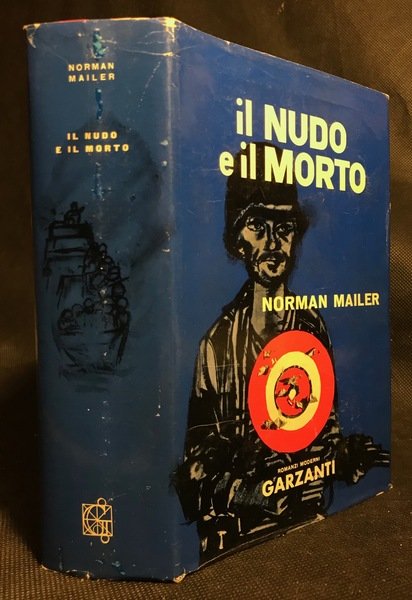 NORMAN
MAILER
IL NUDO
E IL MORTO
il NUDO
e il MORTO
NORMAN MAILER
ROMANZI MODERNI
GARZANTI